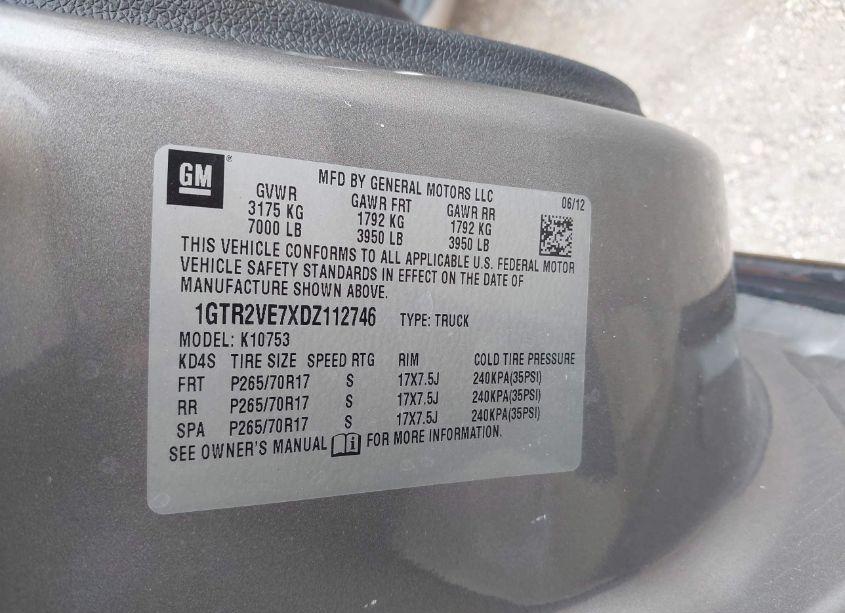 GM
MFD BY GENERAL MOTORS LLC
06/12
GVWR GAWR FRT GAWR RR
3175 KG 1792 KG 1792 KG
7000 LB 3950 LB 3950 LB
THIS VEHICLE CONFORMS TO ALL APPLICABLE U.S. FEDERAL MOTOR
VEHICLE SAFETY STANDARDS IN EFFECT ON THE DATE OF
MANUFACTURE SHOWN ABOVE.
1GTR2VE7XDZ112746 TYPE: TRUCK
MODEL: K10753
KD4S TIRE SIZE SPEED RTG RIM COLD TIRE PRESSURE
FRT P265/70R17 S 17X7.5J 240KPA(35PSI)
RR P265/70R17 S 17X7.5J 240KPA(35PSI)
SPA P265/70R17 S 17X7.5J 240KPA(35PSI)
SEE OWNER'S MANUAL FOR MORE INFORMATION.